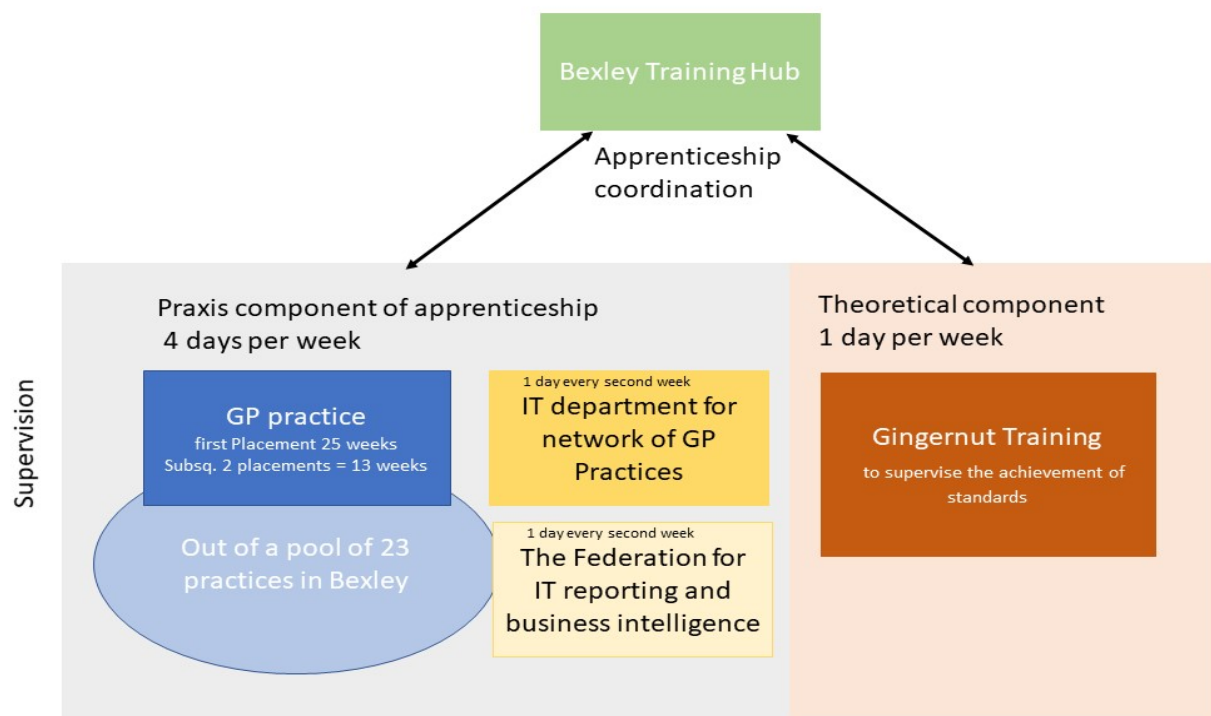 Bexley Training Hub
Apprenticeship
coordination
Supervision
Praxis component of apprenticeship
4 days per week
GP practice
first Placement 25 weeks
Subsq. 2 placements = 13 weeks
Out of a pool of 23
practices in Bexley
1 day every second week
IT department for
network of GP
Practices
1 day every second week
The Federation for
IT reporting and
business intelligence
Theoretical component
1 day per week
Gingernut Training
to supervise the achievement of
standards